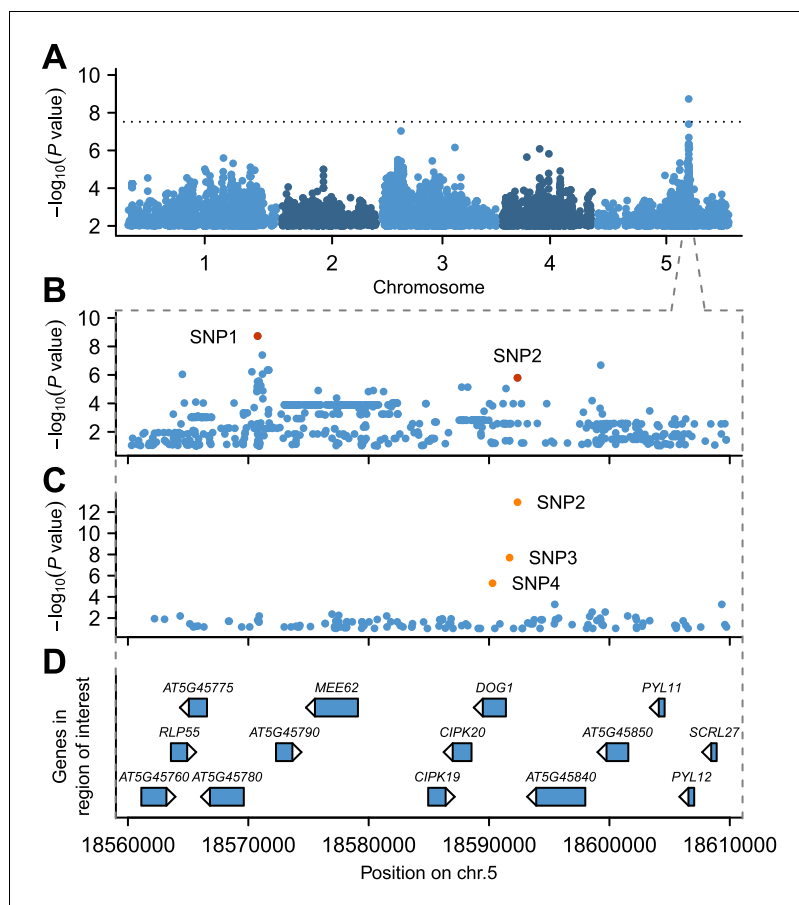 A
10
8
6
4
2
−log10(P value)
1 2 3 4 5
Chromosome
B
10
8
6
4
2
−log10(P value)
SNP1
SNP2
C
12
10
8
6
4
2
−log10(P value)
SNP2
SNP3
SNP4
D
Genes in
region of interest
AT5G45775 MEE62 DOG1 PYL11
RLP55 AT5G45790 CIPK20 AT5G45850 SCRL27
AT5G45760 AT5G45780 CIPK19 AT5G45840 PYL12
18560000 18570000 18580000 18590000 18600000 18610000
Position on chr.5